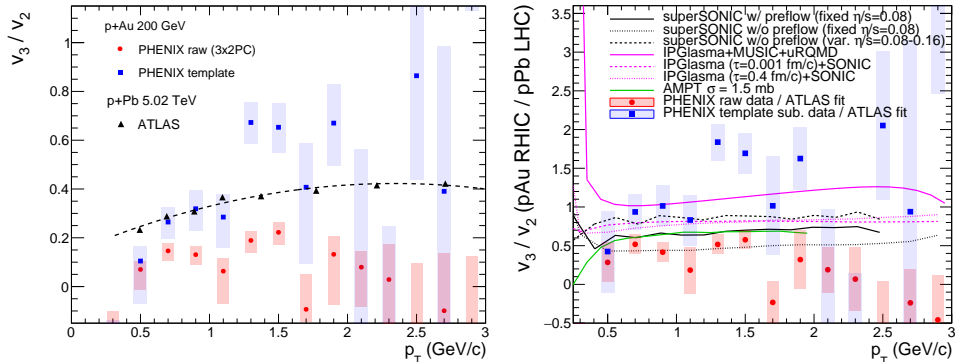 p+Au 200 GeV
PHENIX raw (3x2PC)
PHENIX template
p+Pb 5.02 TeV
ATLAS
v3 / v2
1
0.8
0.6
0.4
0.2
0
0
0.5
1
1.5
2
2.5
3
pT (GeV/c)
superSONIC w/ preflow (fixed η/s=0.08)
superSONIC w/o preflow (fixed η/s=0.08)
superSONIC w/o preflow (var. η/s=0.08-0.16)
IPGlasma+MUSIC+uRQMD
IPGlasma (τ=0.001 fm/c)+SONIC
IPGlasma (τ=0.4 fm/c)+SONIC
AMPT σ = 1.5 mb
PHENIX raw data / ATLAS fit
PHENIX template sub. data / ATLAS fit
v3 / v2 (pAu RHIC / pPb LHC)
3.5
3
2.5
2
1.5
1
0.5
0
−0.5
0.5
1
1.5
2
2.5
3
pT (GeV/c)